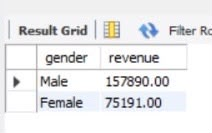 Result Grid Filter Ro
gender revenue
Male 157890.00
Female 75191.00